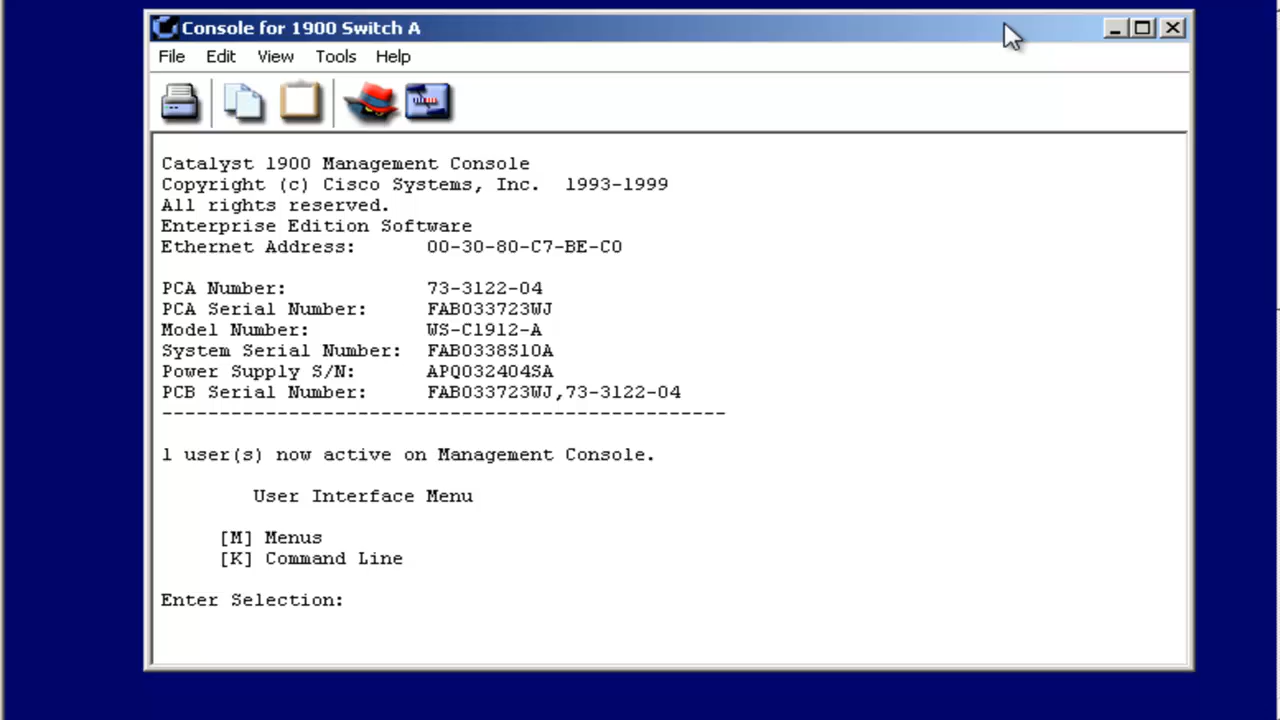 Console for 1900 Switch A
File Edit View Tools Help
Catalyst 1900 Management Console
Copyright (c) Cisco Systems, Inc. 1993-1999
All rights reserved.
Enterprise Edition Software
Ethernet Address: 00-30-80-C7-BE-C0
PCA Number: 73-3122-04
PCA Serial Number: FAB033723WJ
Model Number: WS-C1912-A
System Serial Number: FAB0338S10A
Power Supply S/N: APQ032404SA
PCB Serial Number: FAB033723WJ,73-3122-04
-------------------------------------------------
1 user(s) now active on Management Console.
User Interface Menu
[M] Menus
[K] Command Line
Enter Selection: